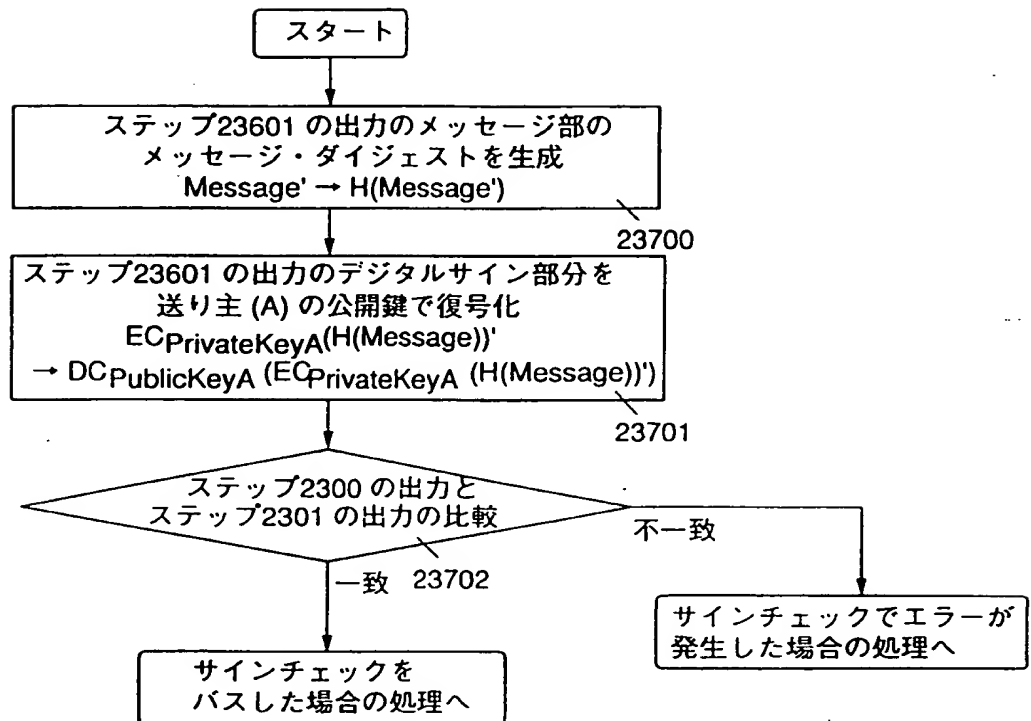 スタート
ステップ23601 の出力のメッセージ部の
メッセージ・ダイジェストを生成
Message' → H(Message')
23700
ステップ23601 の出力のデジタルサイン部分を
送り主 (A) の公開鍵で復号化
ECPrivateKeyA(H(Message))'
→ DCPublicKeyA (ECPrivateKeyA (H(Message))')
23701
ステップ2300 の出力と
ステップ2301 の出力の比較
23702
不一致
一致
サインチェックでエラーが
発生した場合の処理へ
サインチェックを
バスした場合の処理へ